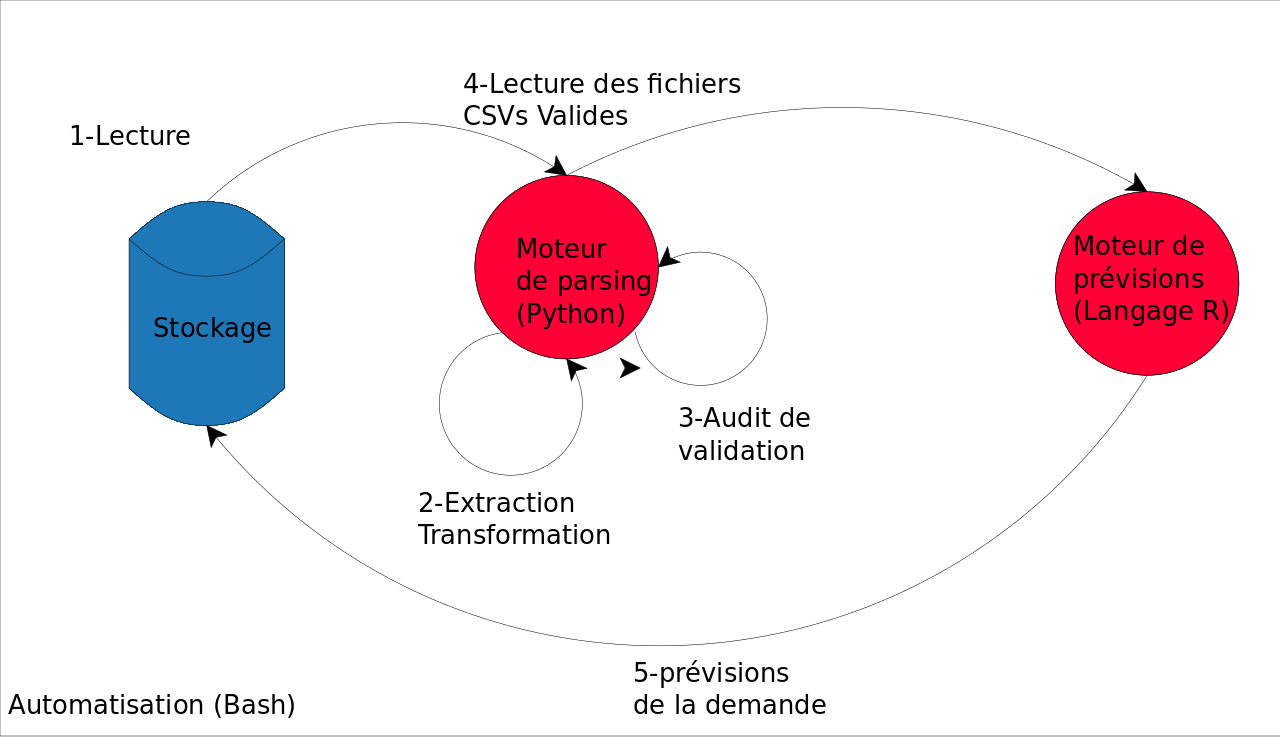 4-Lecture des fichiers
CSVs Valides
1-Lecture
Moteur
de parsing
(Python)
Moteur de
prévisions
(Langage R)
Stockage
3-Audit de
validation
2-Extraction
Transformation
5-prévisions
de la demande
Automatisation (Bash)